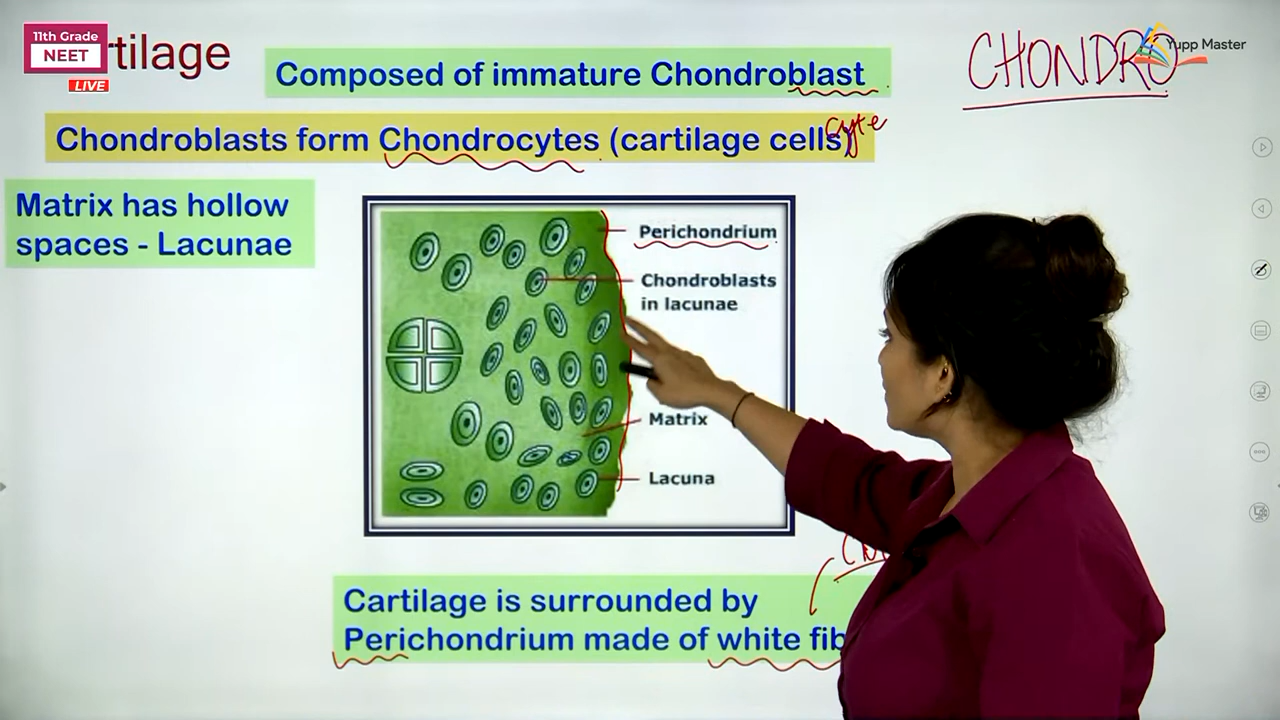 11th Grade
NEET
LIVE
rtilage
CHONDRO
Yupp Master
Composed of immature Chondroblast
Chondroblasts form Chondrocytes (cartilage cells)
cyte
Matrix has hollow
spaces - Lacunae
Perichondrium
Chondroblasts
in lacunae
Matrix
Lacuna
Cartilage is surrounded by
Perichondrium made of white fib